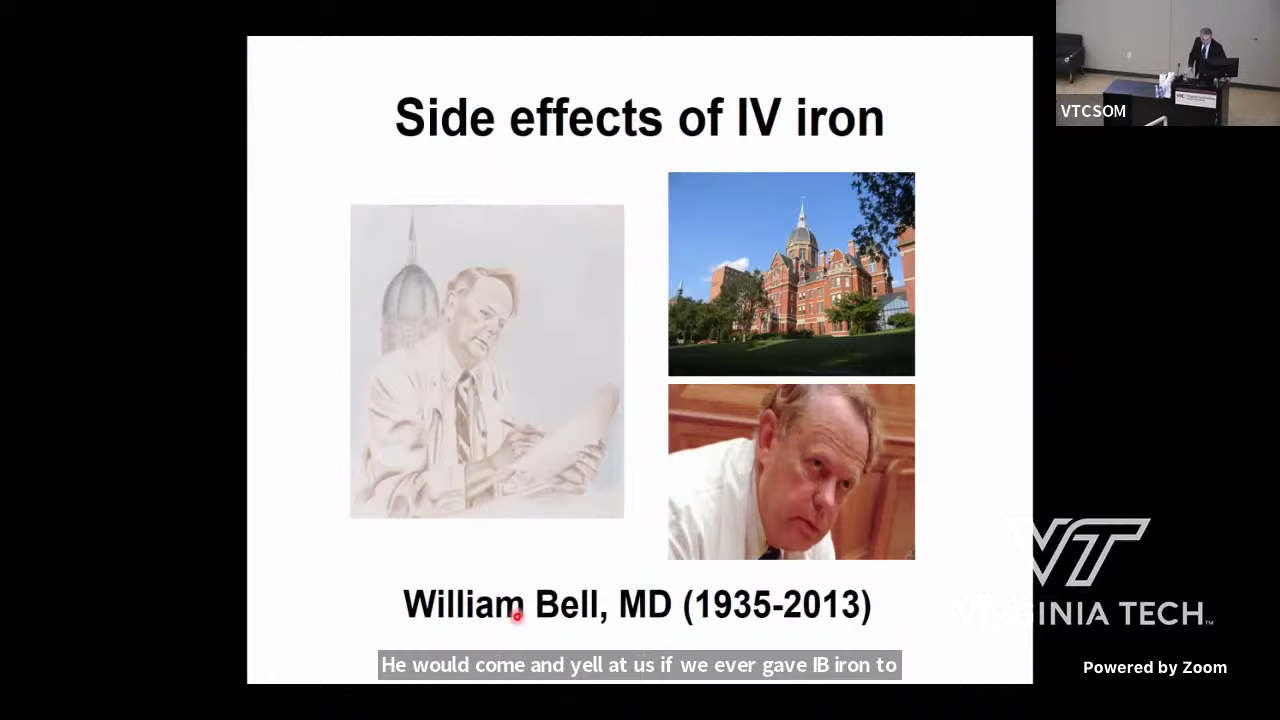 Side effects of IV iron
VTCSOM
William Bell, MD (1935-2013)
He would come and yell at us if we ever gave IB iron to
VT
VIRGINIA TECH™
Powered by Zoom